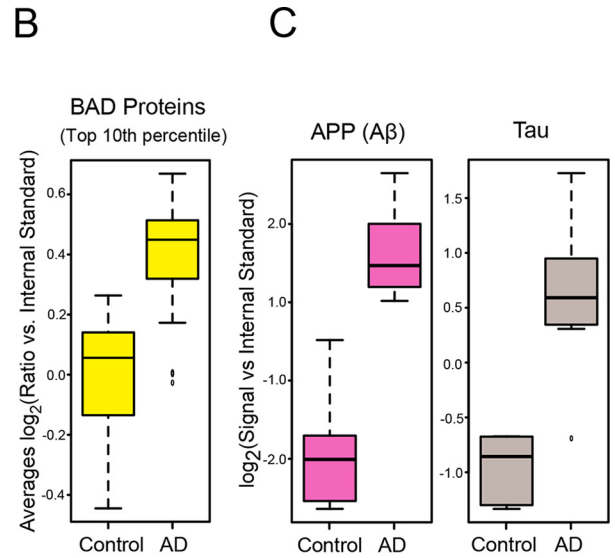 B
C
BAD Proteins
(Top 10th percentile)
APP (Aβ)
Tau
Averages log2(Ratio vs. Internal Standard)
0.6
0.4
0.2
0.0
-0.2
-0.4
Control AD
log2(Signal vs Internal Standard)
2.0
1.0
-1.0
-2.0
Control AD
1.5
1.0
0.5
0.0
-0.5
-1.0
Control AD